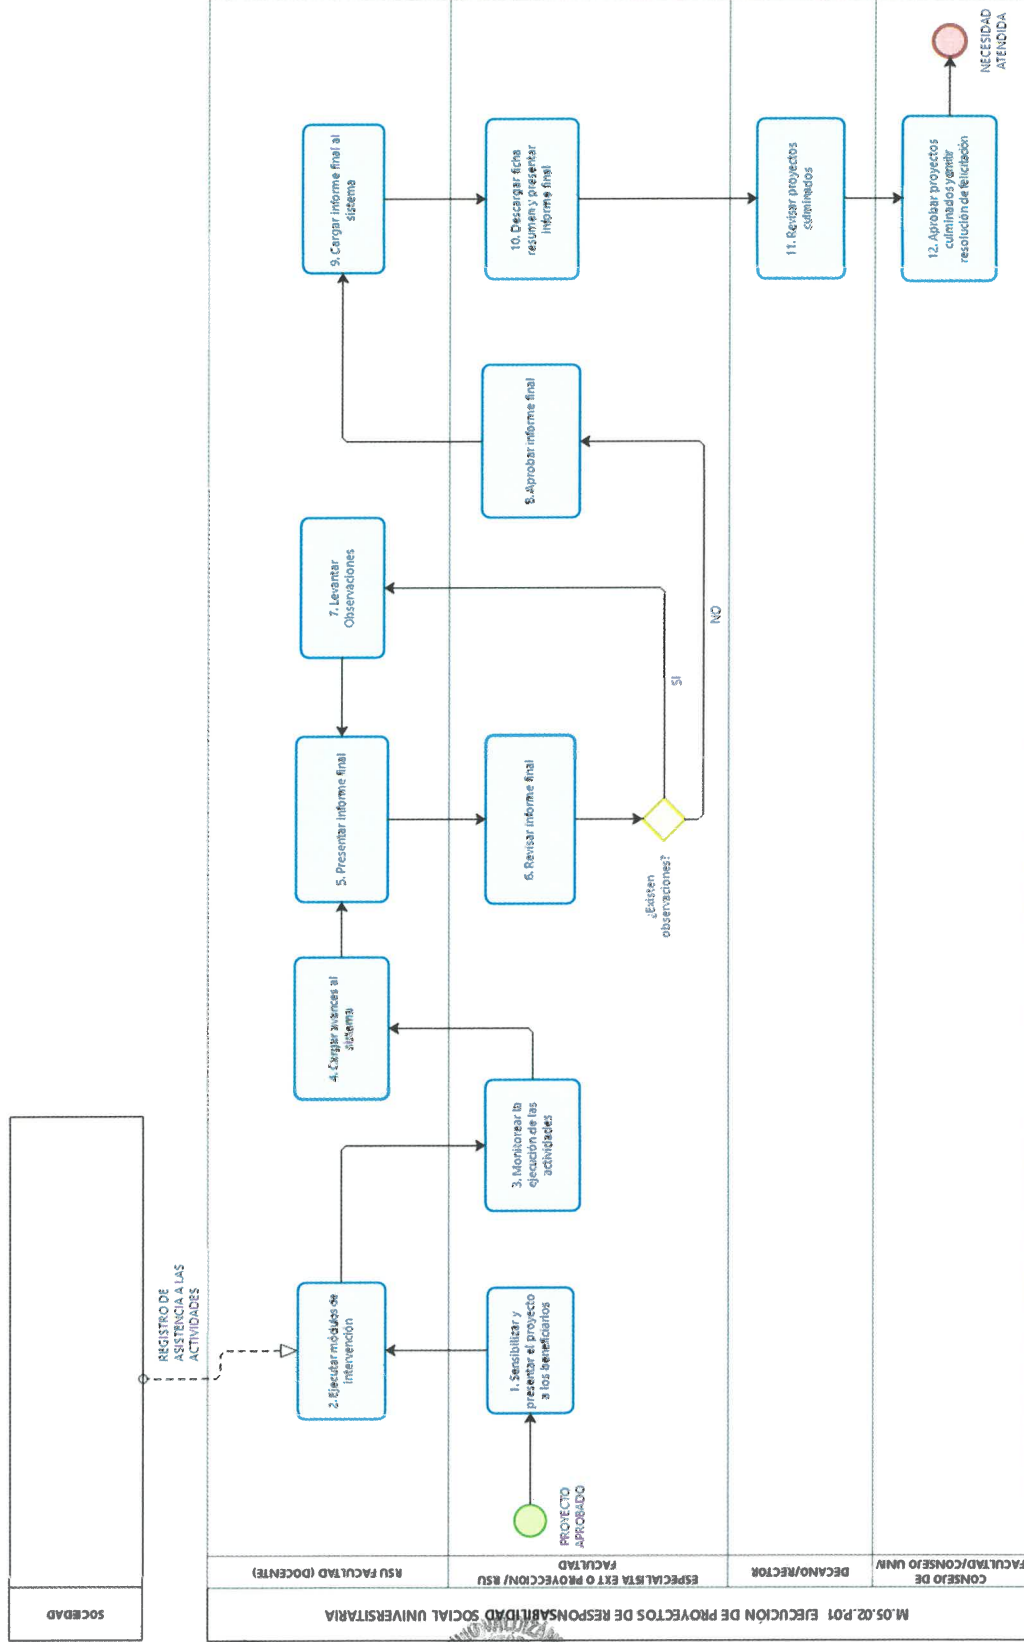 SOCIEDAD
REGISTRO DE
ASISTENCIA A LAS
ACTIVIDADES
M.05.02.P.01 EJECUCIÓN DE PROYECTOS DE RESPONSABILIDAD SOCIAL UNIVERSITARIA
RSU FACULTAD (DOCENTE)
ESPECIALISTA EXT O PROYECCION/ RSU
FACULTAD
DECANO/RECTOR
CONSEJO DE
FACULTAD/CONSEJO UNIV
PROYECTO
APROBADO
1. Sensibilizar y
presentar el proyecto
a los beneficiarios
2. Ejecutar módulos de
intervención
3. Monitorear la
ejecución de las
actividades
4. Cargar avances al
sistema
5. Presentar informe final
6. Revisar informe final
¿Existen
observaciones?
SI
NO
7. Levantar
Observaciones
8. Aprobar informe final
9. Cargar informe final al
sistema
10. Descargar ficha
resumen y presentar
informe final
11. Revisar proyectos
culminados
12. Aprobar proyectos
culminados y emitir
resolución de felicitación
NECESIDAD
ATENDIDA